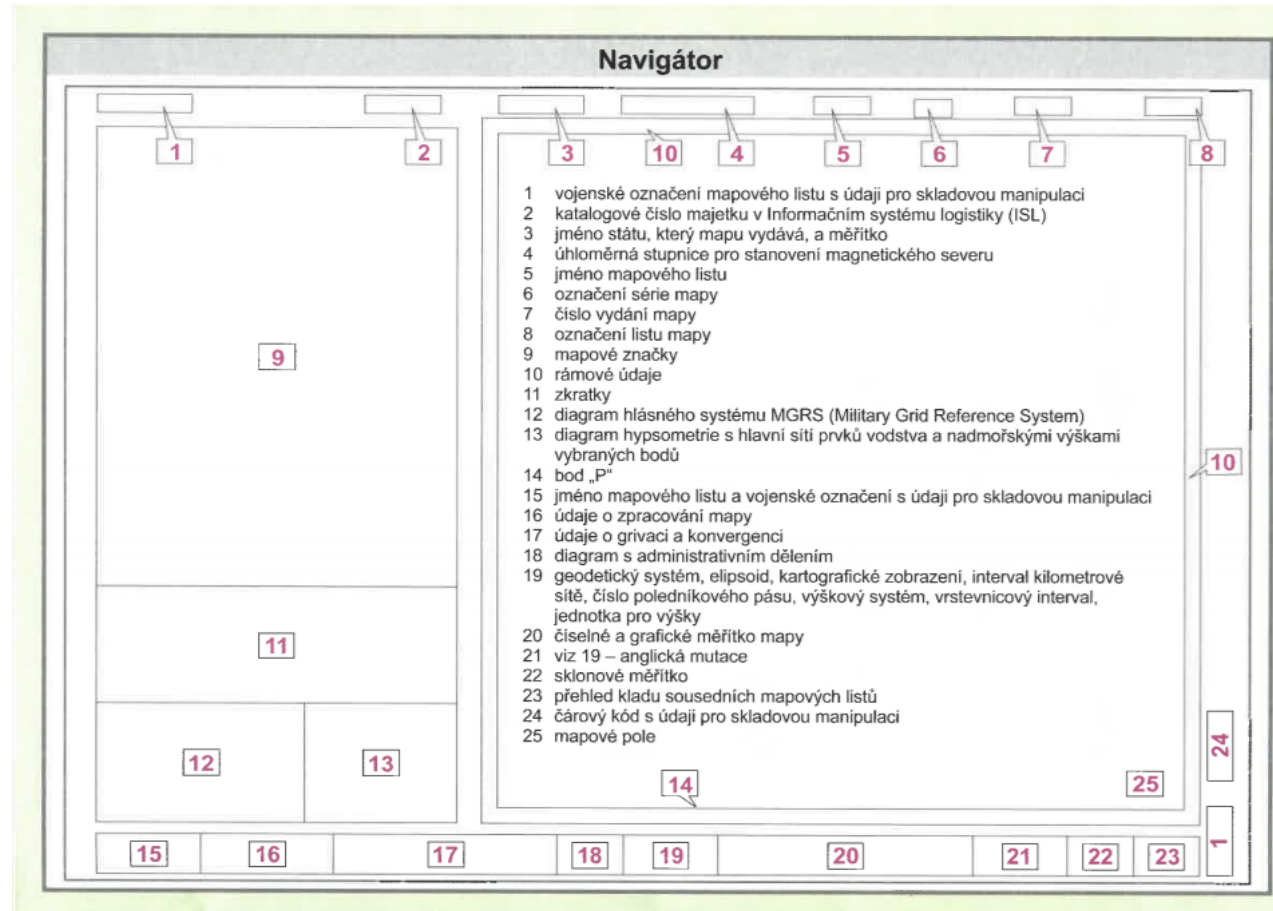 Navigátor
1 2 3 10 4 5 6 7 8
1 vojenské označení mapového listu s údaji pro skladovou manipulaci
2 katalogové číslo majetku v Informačním systému logistiky (ISL)
3 jméno státu, který mapu vydává, a měřítko
4 úhloměrná stupnice pro stanovení magnetického severu
5 jméno mapového listu
6 označení série mapy
7 číslo vydání mapy
8 označení listu mapy
9 mapové značky
10 rámové údaje
11 zkratky
12 diagram hlásného systému MGRS (Military Grid Reference System)
13 diagram hypsometrie s hlavní sítí prvků vodstva a nadmořskými výškami
vybraných bodů
14 bod „P“
15 jméno mapového listu a vojenské označení s údaji pro skladovou manipulaci
16 údaje o zpracování mapy
17 údaje o grivaci a konvergenci
18 diagram s administrativním dělením
19 geodetický systém, elipsoid, kartografické zobrazení, interval kilometrové
sítě, číslo poledníkového pásu, výškový systém, vrstevnicový interval,
jednotka pro výšky
20 číselné a grafické měřítko mapy
21 viz 19 – anglická mutace
22 sklonové měřítko
23 přehled kladu sousedních mapových listů
24 čárový kód s údaji pro skladovou manipulaci
25 mapové pole
9
10
11
24
12 13
14 25
15 16 17 18 19 20 21 22 23 1